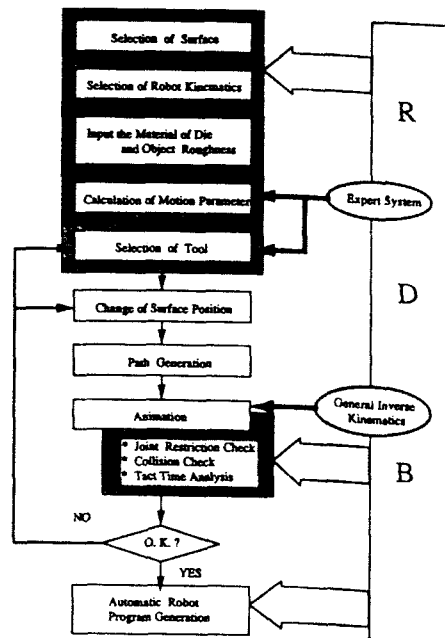 Selection of Surface
Selection of Robot Kinematics
Input the Material of Die
and Object Roughness
Calculation of Motion Parameter
Selection of Tool
Change of Surface Position
Path Generation
Animation
* Joint Restriction Check
* Collision Check
* Tact Time Analysis
NO
O. K. ?
YES
Automatic Robot
Program Generation
R
Expert System
D
General Inverse
Kinematics
B